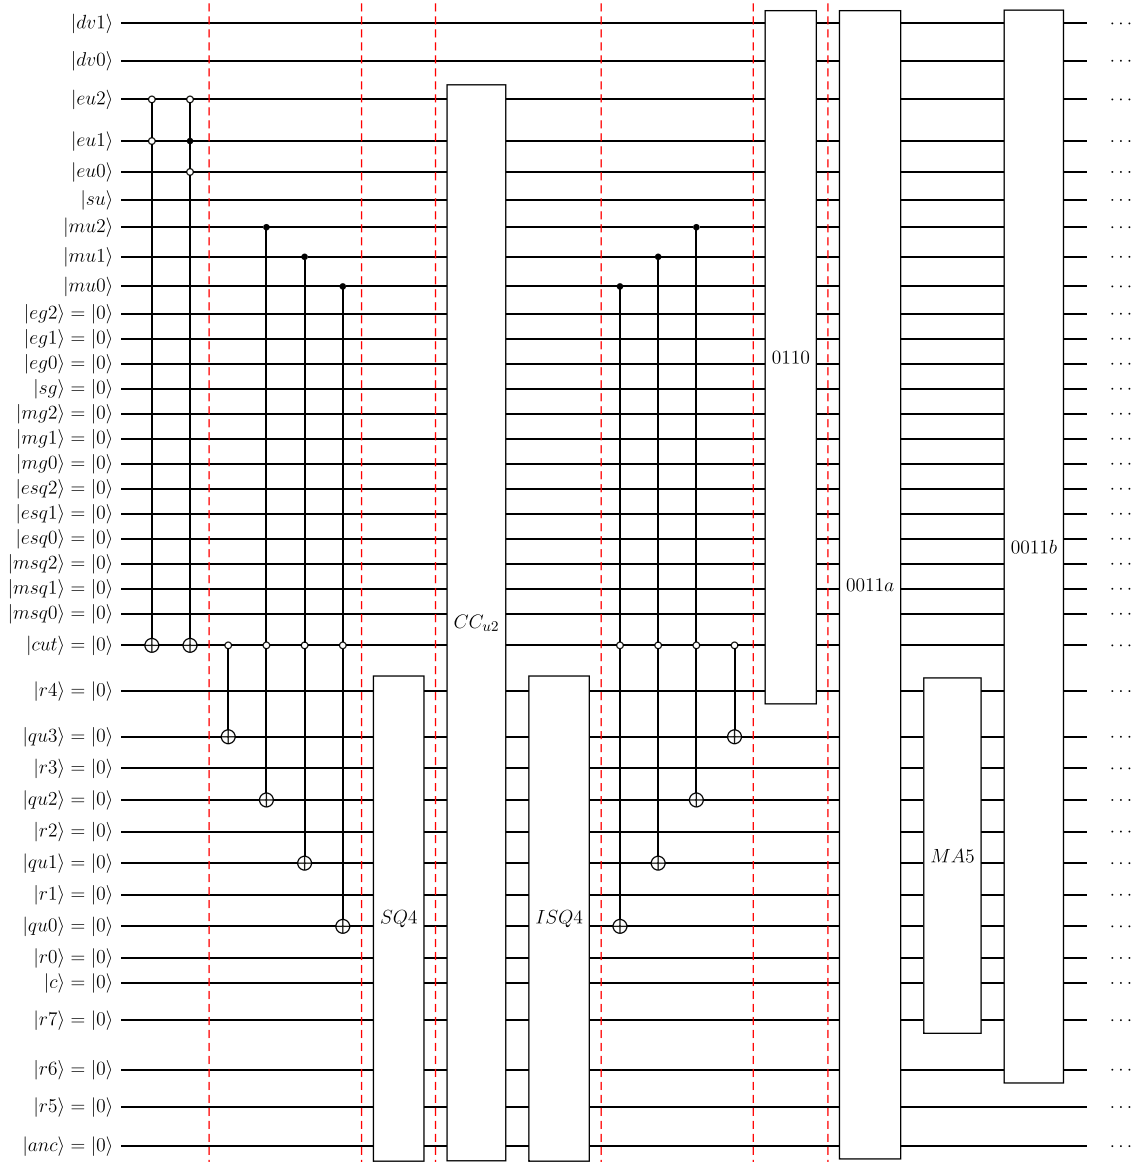 |dv1⟩ ···
|dv0⟩ ···
|eu2⟩ ···
|eu1⟩ ···
|eu0⟩ ···
|su⟩ ···
|mu2⟩ ···
|mu1⟩ ···
|mu0⟩ ···
|eg2⟩ = |0⟩ ···
|eg1⟩ = |0⟩ ···
0110
|eg0⟩ = |0⟩ ···
|sg⟩ = |0⟩ ···
|mg2⟩ = |0⟩ ···
|mg1⟩ = |0⟩ ···
|mg0⟩ = |0⟩ ···
|esq2⟩ = |0⟩ ···
|esq1⟩ = |0⟩ ···
|esq0⟩ = |0⟩ ···
0011b
|msq2⟩ = |0⟩ ···
|msq1⟩ = |0⟩ 0011a ···
|msq0⟩ = |0⟩ ···
CCu2
|cut⟩ = |0⟩ ···
|r4⟩ = |0⟩ ···
|qu3⟩ = |0⟩ ···
|r3⟩ = |0⟩ ···
|qu2⟩ = |0⟩ ···
|r2⟩ = |0⟩ ···
MA5
|qu1⟩ = |0⟩ ···
|r1⟩ = |0⟩ ···
SQ4 ISQ4
|qu0⟩ = |0⟩ ···
|r0⟩ = |0⟩ ···
|c⟩ = |0⟩ ···
|r7⟩ = |0⟩ ···
|r6⟩ = |0⟩ ···
|r5⟩ = |0⟩ ···
|anc⟩ = |0⟩ ···